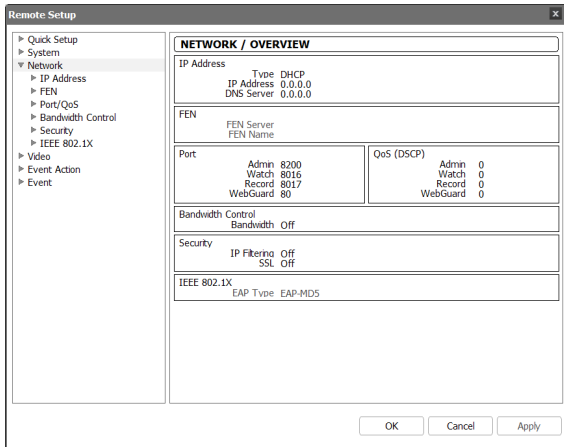 Remote Setup
x
Quick Setup
System
Network
IP Address
FEN
Port/QoS
Bandwidth Control
Security
IEEE 802.1X
Video
Event Action
Event
NETWORK / OVERVIEW
IP Address
Type DHCP
IP Address 0.0.0.0
DNS Server 0.0.0.0
FEN
FEN Server
FEN Name
Port
Admin 8200
Watch 8016
Record 8017
WebGuard 80
QoS (DSCP)
Admin 0
Watch 0
Record 0
WebGuard 0
Bandwidth Control
Bandwidth Off
Security
IP Filtering Off
SSL Off
IEEE 802.1X
EAP Type EAP-MD5
OK Cancel Apply